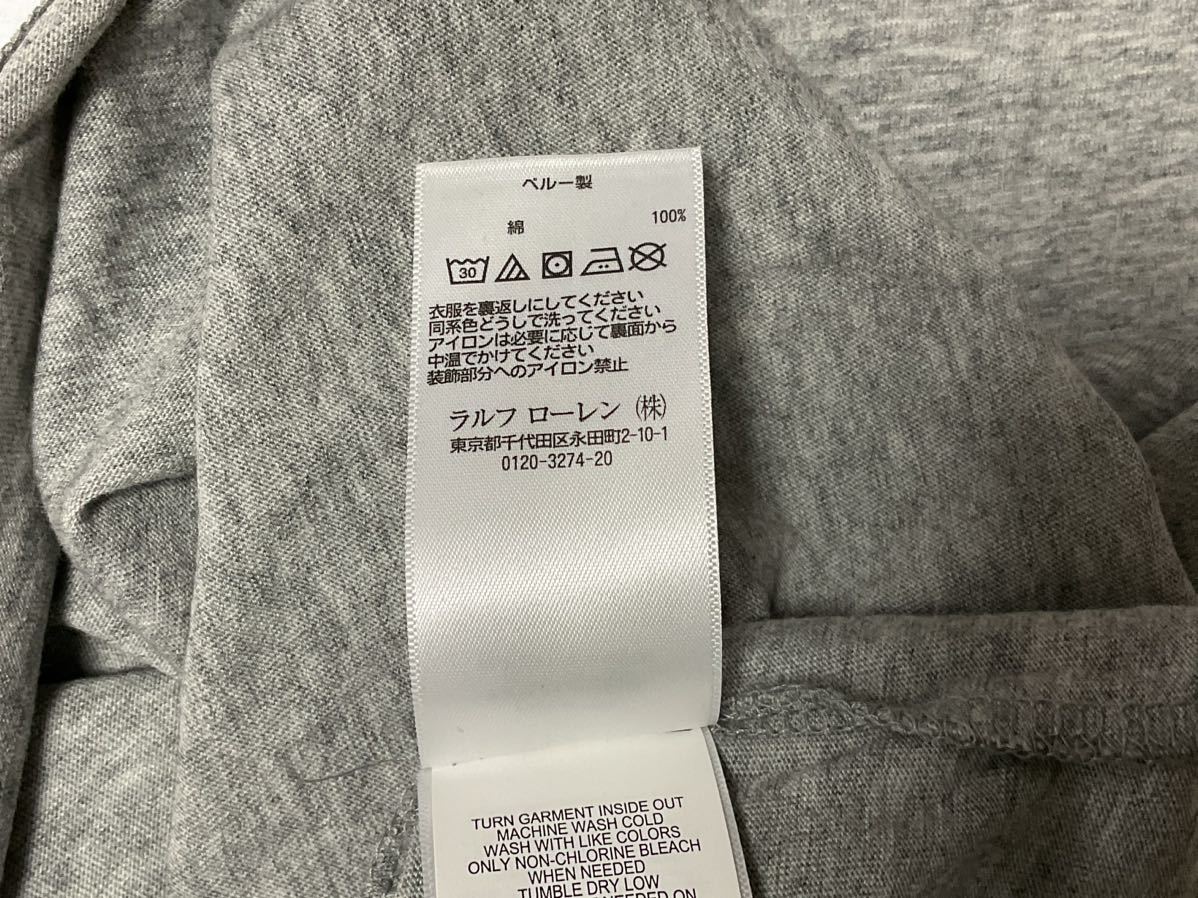 ペルー製
綿 100%
30
衣服を裏返しにしてください
同系色どうしで洗ってください
アイロンは必要に応じて裏面から
中温でかけてください
装飾部分へのアイロン禁止
ラルフ ローレン (株)
東京都千代田区永田町2-10-1
0120-3274-20
TURN GARMENT INSIDE OUT
MACHINE WASH COLD
WASH WITH LIKE COLORS
ONLY NON-CHLORINE BLEACH
WHEN NEEDED
TUMBLE DRY LOW
NEEDED ON